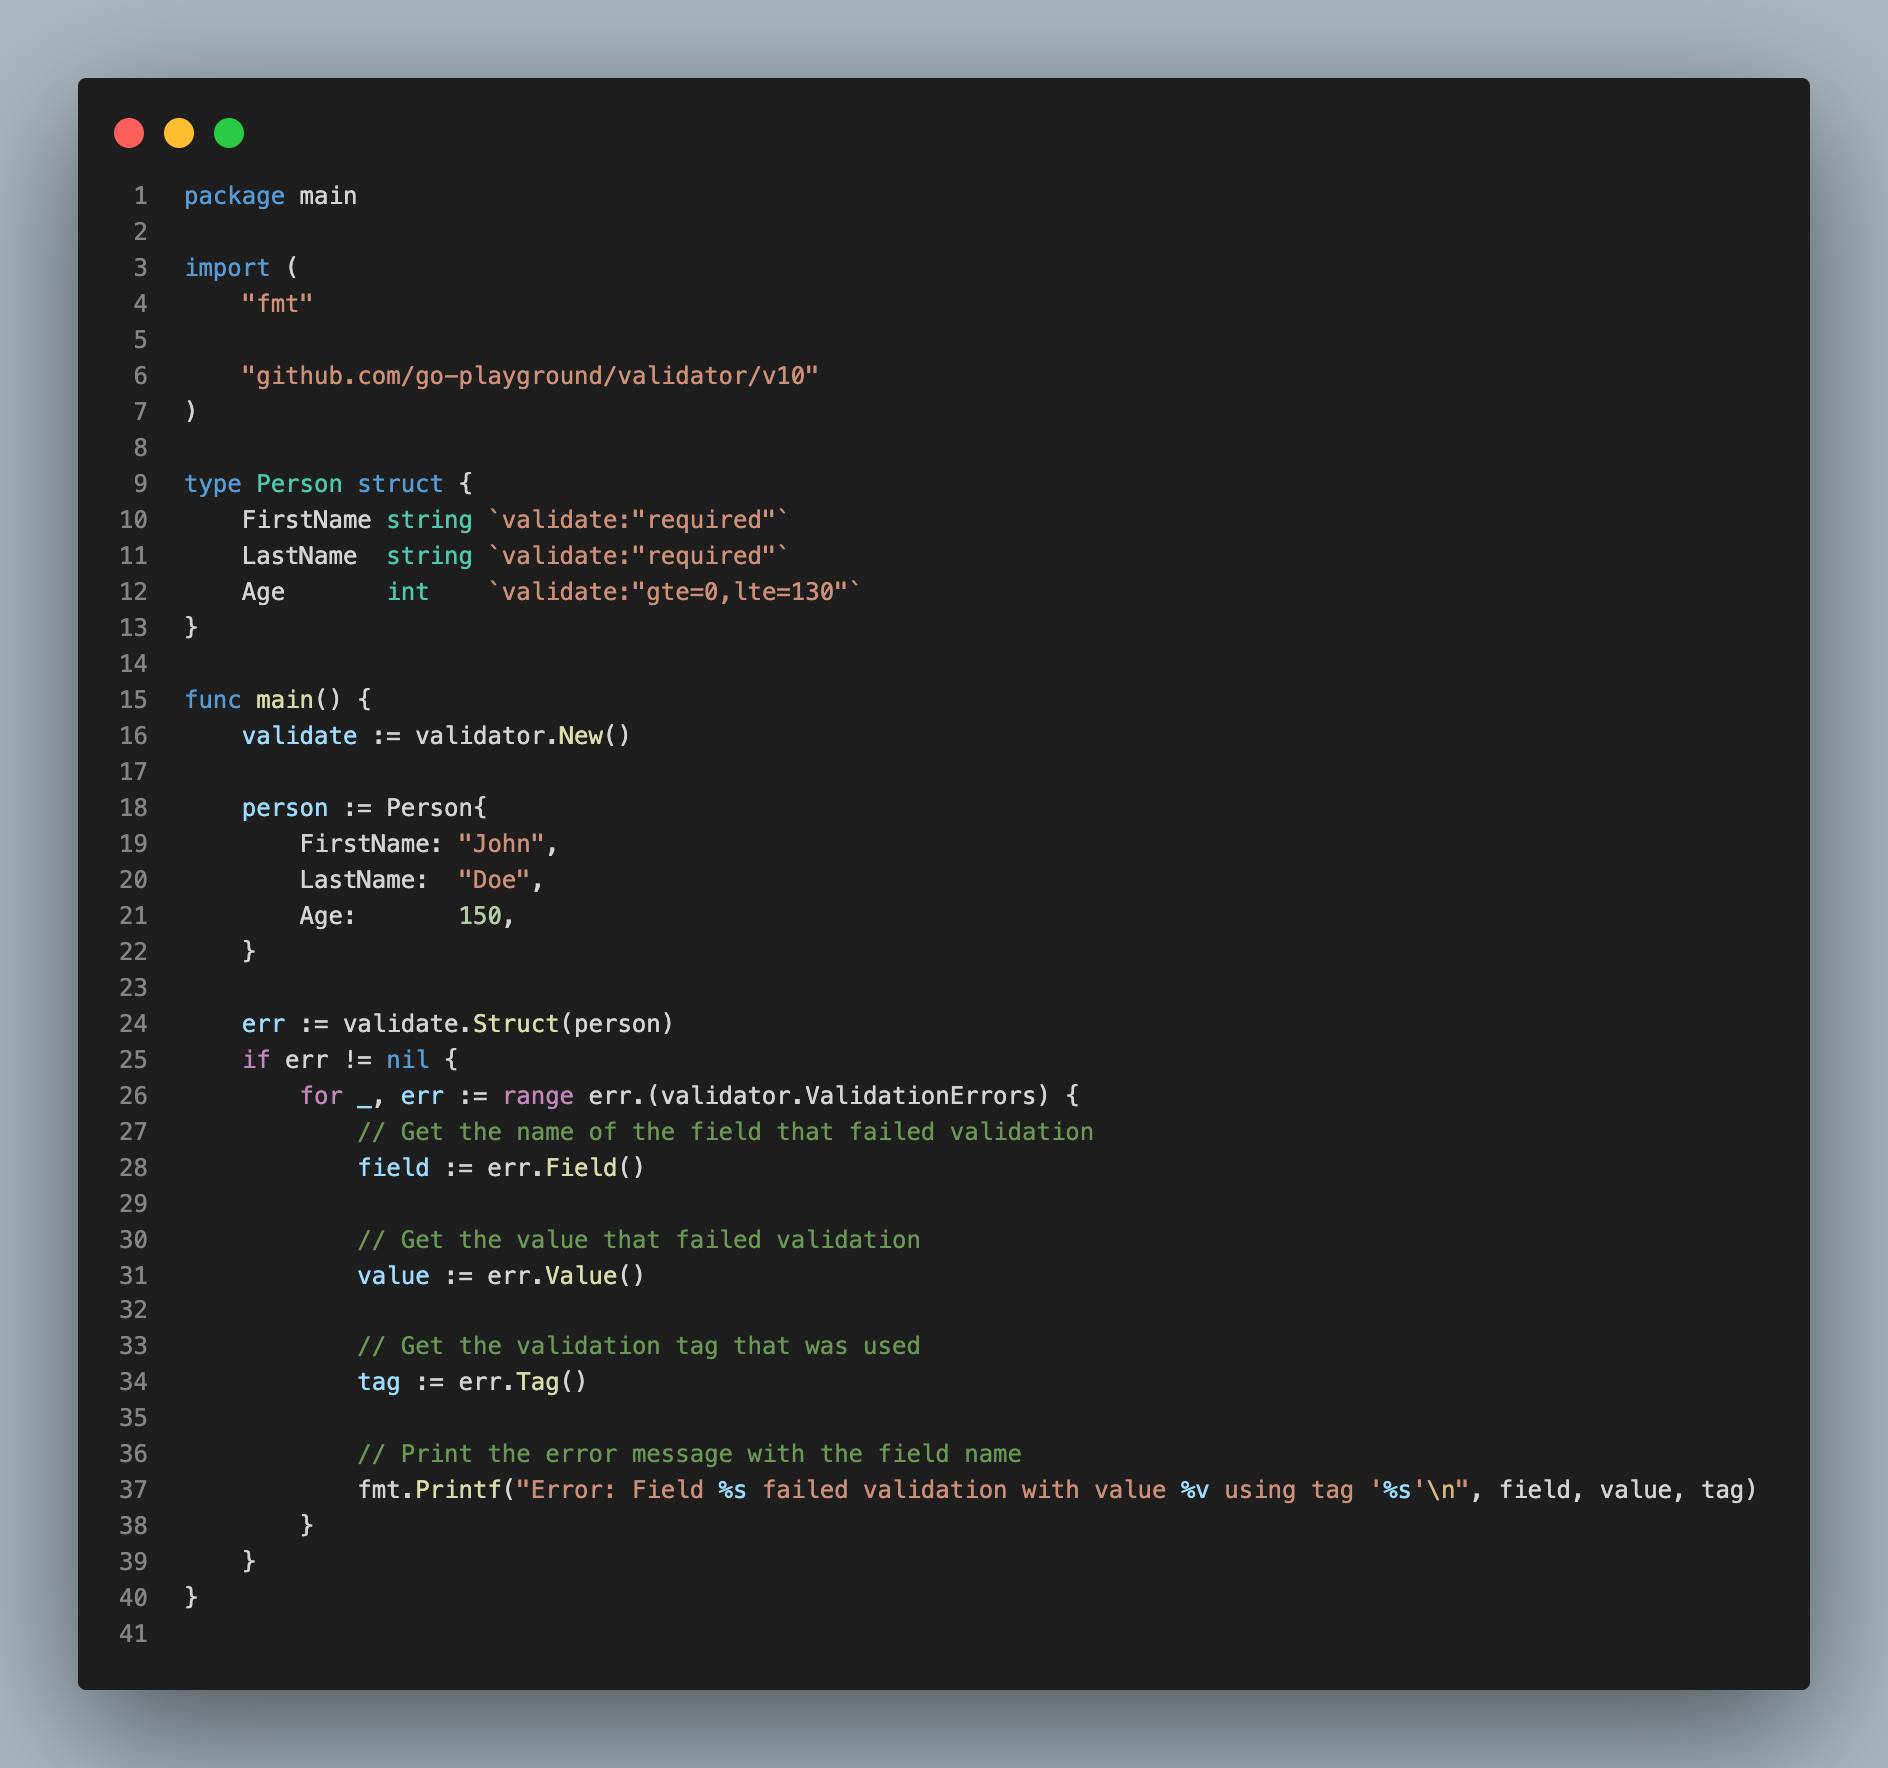 1 package main
2
3 import (
4     "fmt"
5
6     "github.com/go-playground/validator/v10"
7 )
8
9 type Person struct {
10     FirstName string `validate:"required"`
11     LastName  string `validate:"required"`
12     Age       int    `validate:"gte=0,lte=130"`
13 }
14
15 func main() {
16     validate := validator.New()
17
18     person := Person{
19         FirstName: "John",
20         LastName:  "Doe",
21         Age:       150,
22     }
23
24     err := validate.Struct(person)
25     if err != nil {
26         for _, err := range err.(validator.ValidationErrors) {
27             // Get the name of the field that failed validation
28             field := err.Field()
29
30             // Get the value that failed validation
31             value := err.Value()
32
33             // Get the validation tag that was used
34             tag := err.Tag()
35
36             // Print the error message with the field name
37             fmt.Printf("Error: Field %s failed validation with value %v using tag '%s'\n", field, value, tag)
38         }
39     }
40 }
41